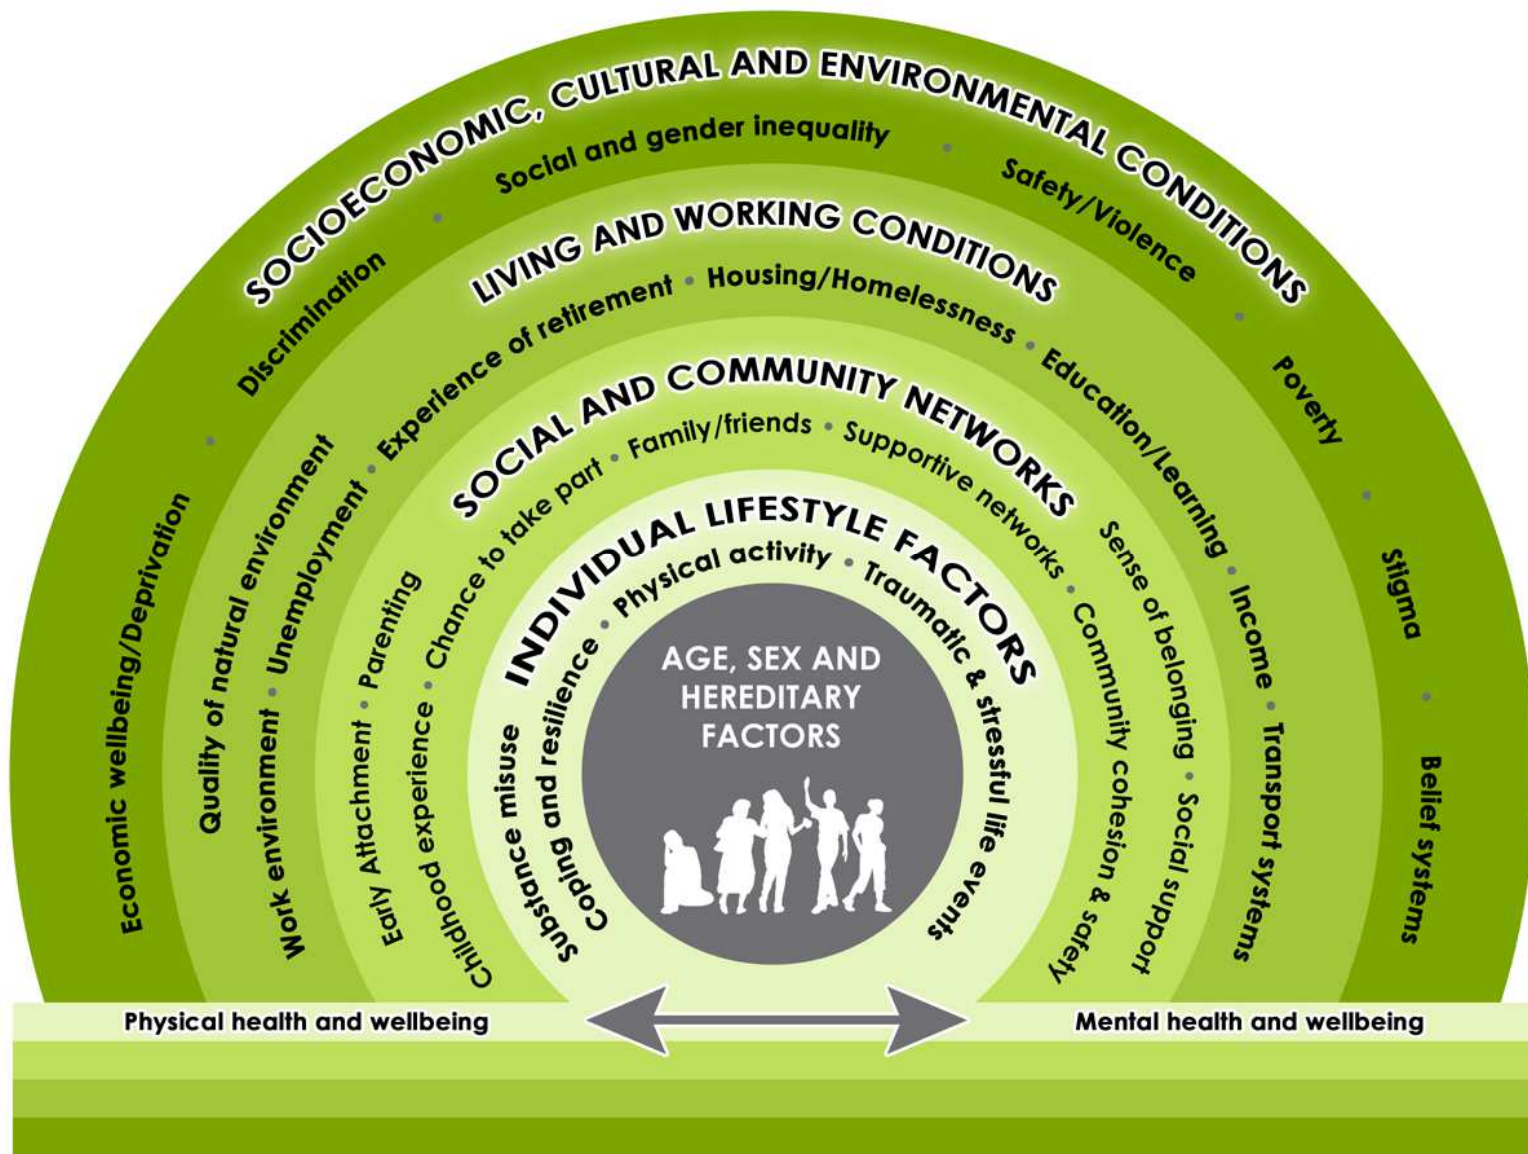 SOCIOECONOMIC, CULTURAL AND ENVIRONMENTAL CONDITIONS
Economic wellbeing/Deprivation • Discrimination • Social and gender inequality • Safety/Violence • Poverty • Stigma • Belief systems
LIVING AND WORKING CONDITIONS
Quality of natural environment
Work environment • Unemployment • Experience of retirement • Housing/Homelessness • Education/Learning • Income • Transport systems
SOCIAL AND COMMUNITY NETWORKS
Early Attachment • Parenting
Childhood experience • Chance to take part • Family/friends • Supportive networks • Community cohesion & safety
Sense of belonging • Social support
INDIVIDUAL LIFESTYLE FACTORS
Substance misuse
Coping and resilience • Physical activity • Traumatic & stressful life events
AGE, SEX AND
HEREDITARY
FACTORS
Physical health and wellbeing
Mental health and wellbeing